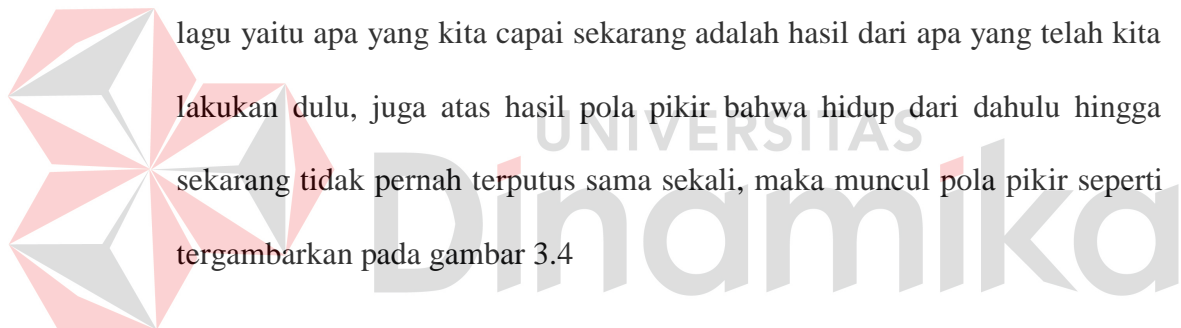 lagu yaitu apa yang kita capai sekarang adalah hasil dari apa yang telah kita
lakukan dulu, juga atas hasil pola pikir bahwa hidup dari dahulu hingga
UNIVERSITAS
sekarang tidak pernah terputus sama sekali, maka muncul pola pikir seperti
Dinamika
tergambarkan pada gambar 3.4